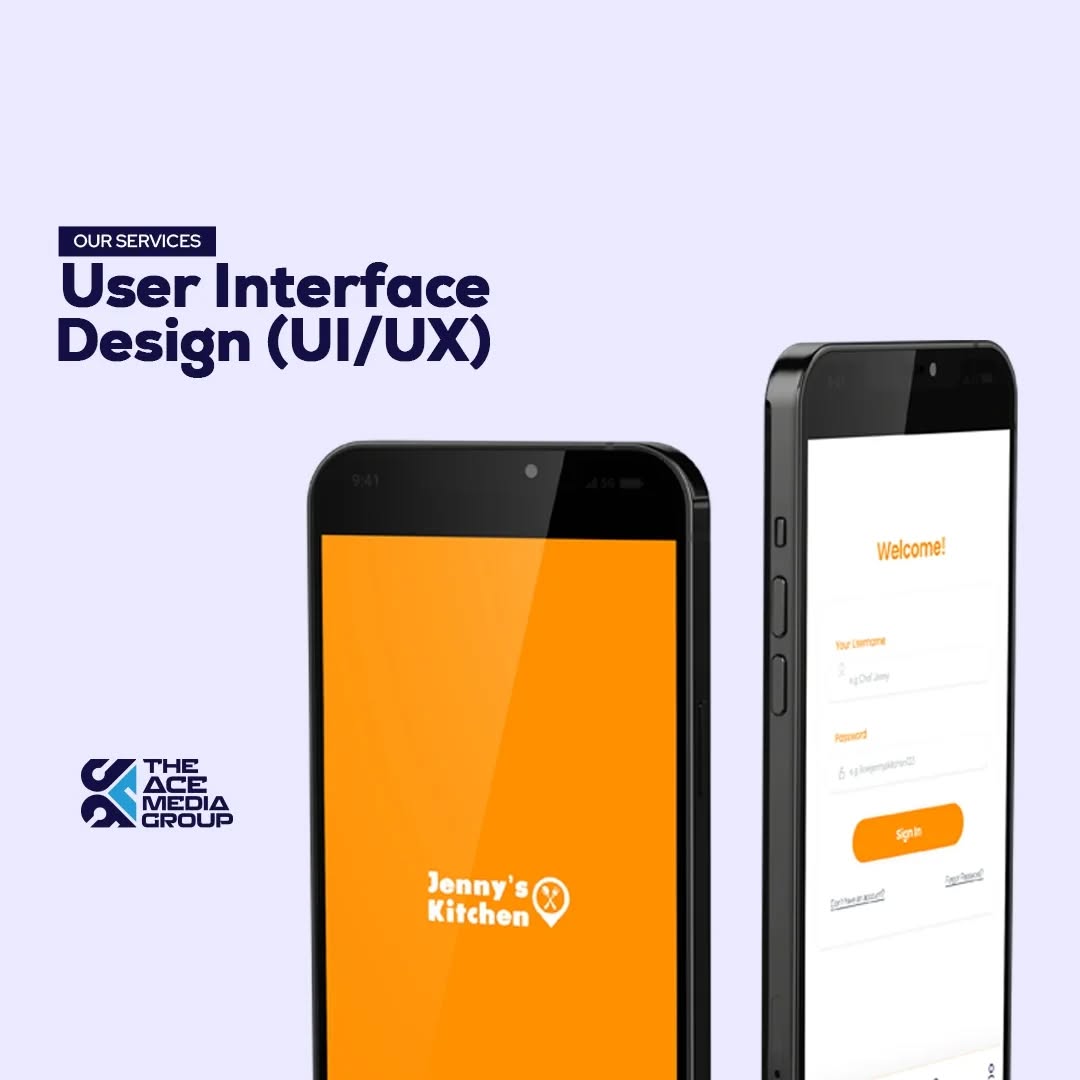 OUR SERVICES
User Interface
Design (UI/UX)
9:41
5G
Welcome!
Your Username
e.g Chef Jenny
Password
Sign In
Forgot Password?
Don't have an account?
Jenny's
Kitchen
THE
ACE
MEDIA
GROUP